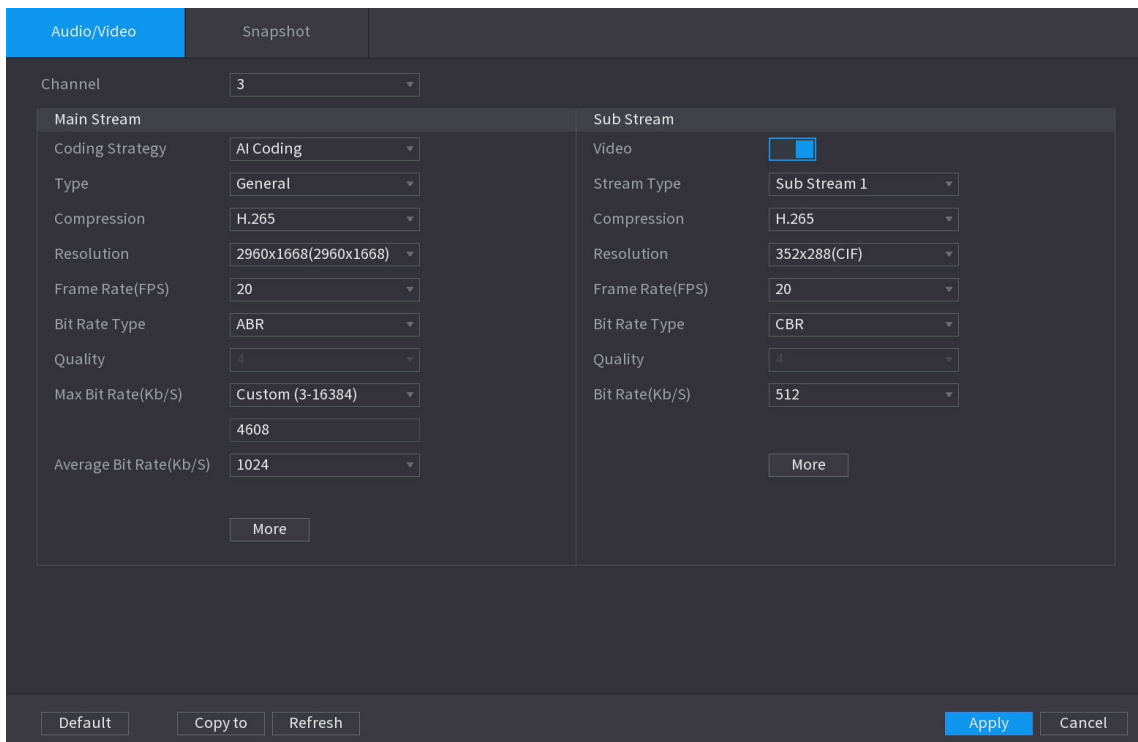 Audio/Video Snapshot
Channel 3
Main Stream Sub Stream
Coding Strategy AI Coding Video
Type General Stream Type Sub Stream 1
Compression H.265 Compression H.265
Resolution 2960x1668(2960x1668) Resolution 352x288(CIF)
Frame Rate(FPS) 20 Frame Rate(FPS) 20
Bit Rate Type ABR Bit Rate Type CBR
Quality 4 Quality 4
Max Bit Rate(Kb/S) Custom (3-16384) Bit Rate(Kb/S) 512
4608
Average Bit Rate(Kb/S) 1024 More
More
Default Copy to Refresh Apply Cancel